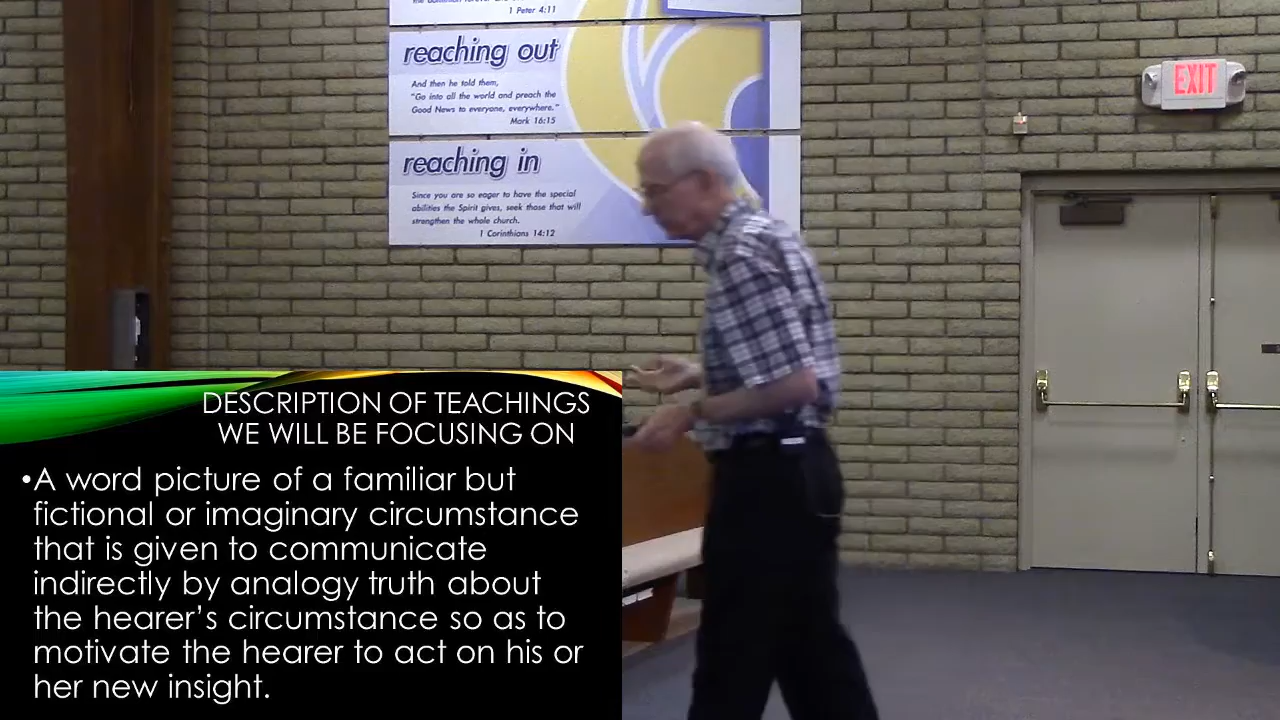 1 Peter 4:11
reaching out
And then he told them,
"Go into all the world and preach the
Good News to everyone, everywhere."
Mark 16:15
reaching in
Since you are so eager to have the special
abilities the Spirit gives, seek those that will
strengthen the whole church.
1 Corinthians 14:12
EXIT
DESCRIPTION OF TEACHINGS
WE WILL BE FOCUSING ON
•A word picture of a familiar but
fictional or imaginary circumstance
that is given to communicate
indirectly by analogy truth about
the hearer's circumstance so as to
motivate the hearer to act on his or
her new insight.